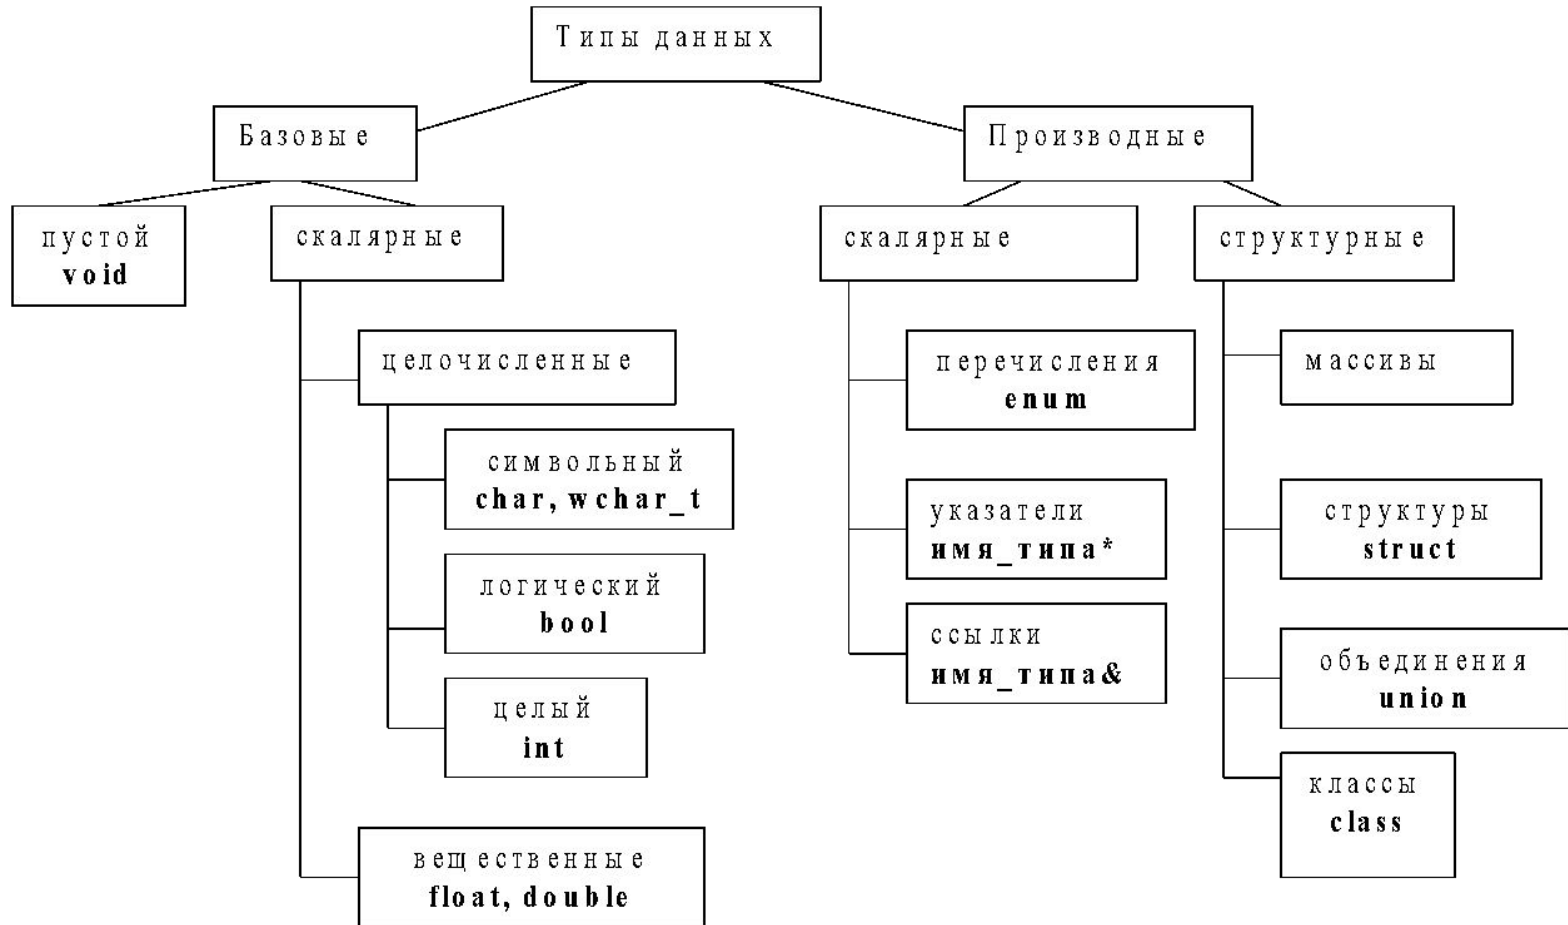 Типы данных
Базовые
Производные
пустой
void
скалярные
скалярные
структурные
целочисленные
перечисления
enum
массивы
символьный
char, wchar_t
указатели
имя_типа*
структуры
struct
логический
bool
ссылки
имя_типа&
объединения
union
целый
int
классы
class
вещественные
float, double